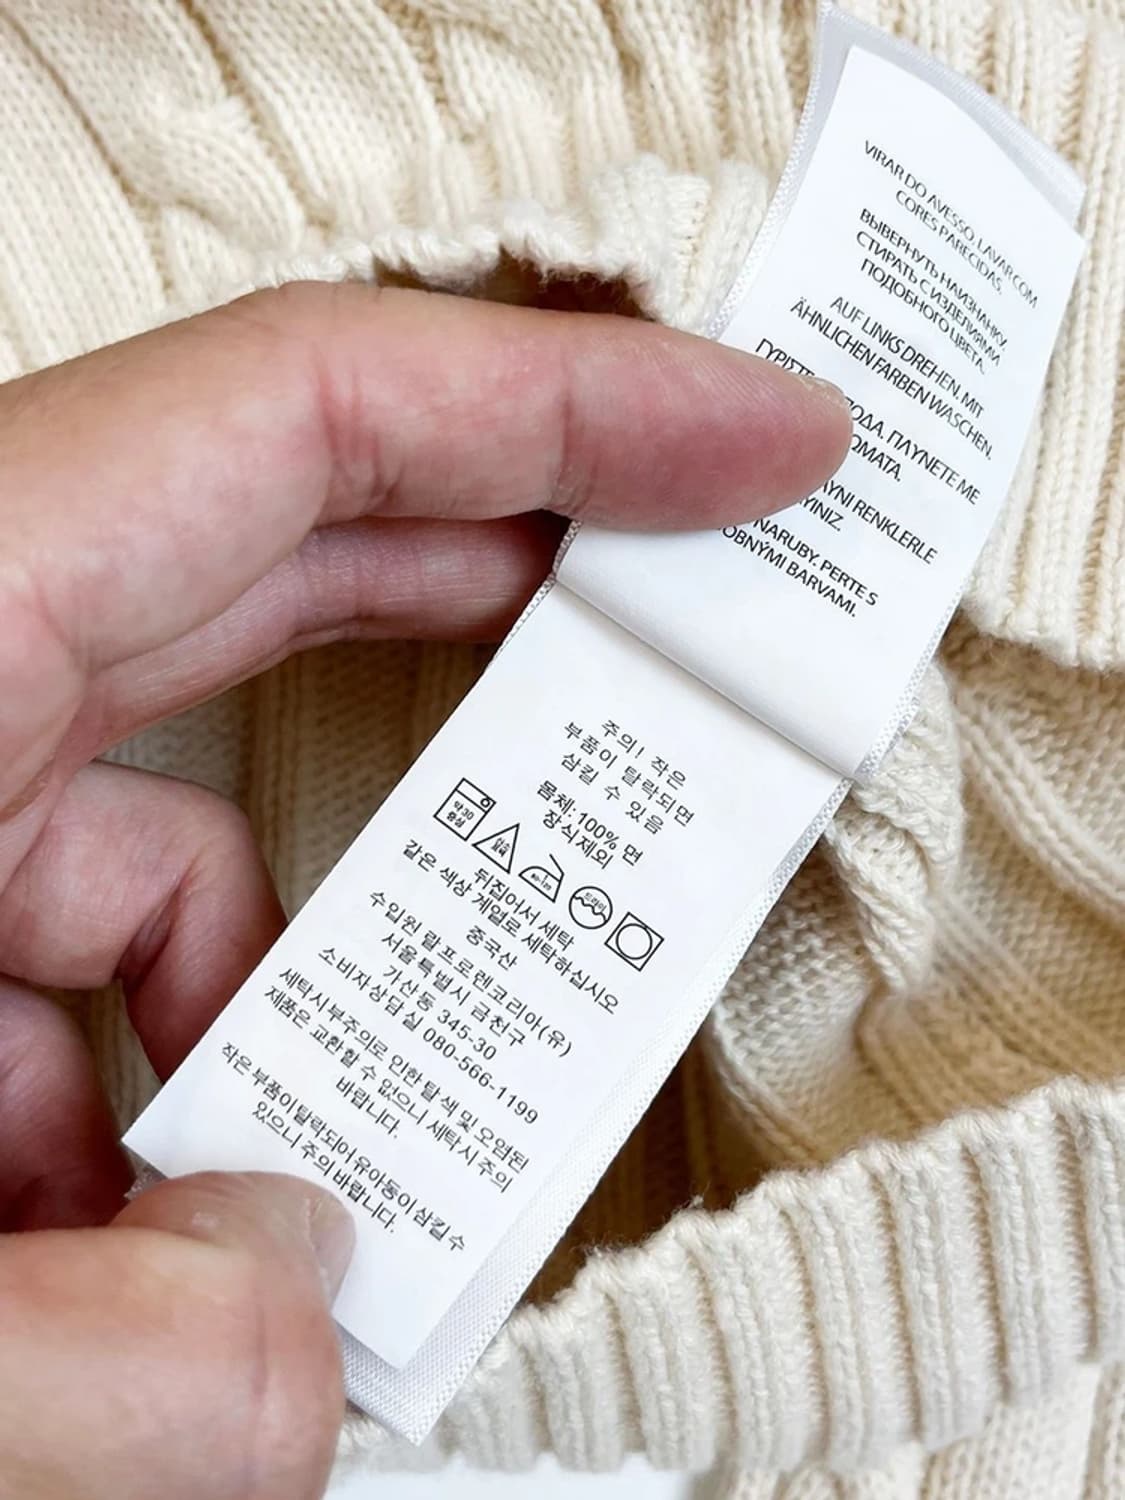 VIRAR DO AVESSO. LAVAR COM
CORES PARECIDAS.
ВЫВЕРНУТЬ НАИЗНАНКУ.
СТИРАТЬ С ИЗДЕЛИЯМИ
ПОДОБНОГО ЦВЕТА.
AUF LINKS DREHEN. MIT
ÄHNLICHEN FARBEN WASCHEN.
ΠΛΥΝΕΤΕ ΜΕ
RENKLERLE
NARUBY. PERTE S
BARVAMI.
주의! 작은
부품이 탈락되면
삼킬 수 있음
몸체: 100% 면
장식제외
약 30
중성
드라이
뒤집어서 세탁
같은 색상 계열로 세탁하십시오
중국산
수입원 랄프로렌코리아(유)
서울특별시 금천구
가산동 345-30
소비자상담실 080-566-1199
세탁시 부주의로 인한 탈색 및 오염된
제품은 교환할 수 없으니 세탁시 주의
바랍니다.
작은 부품이 탈락되어 유아동이 삼킬 수
있으니 주의 바랍니다.